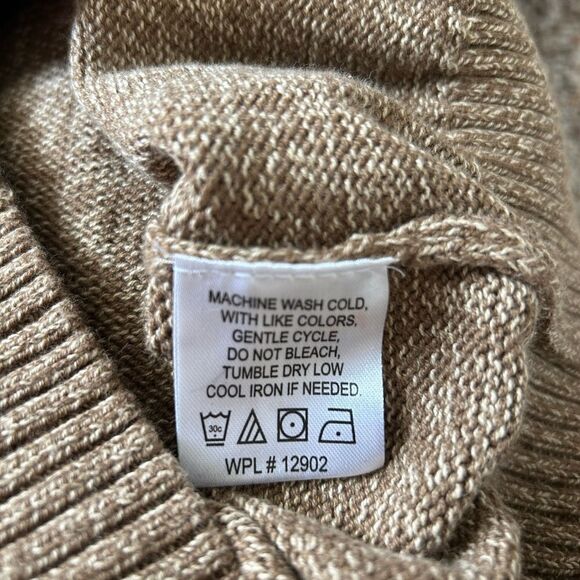 MACHINE WASH COLD,
WITH LIKE COLORS,
GENTLE CYCLE,
DO NOT BLEACH,
TUMBLE DRY LOW
COOL IRON IF NEEDED.
30c
WPL # 12902